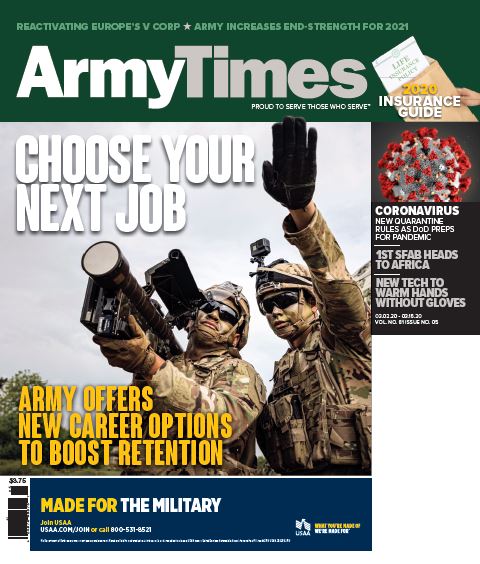 REACTIVATING EUROPE'S V CORP ★ ARMY INCREASES END-STRENGTH FOR 2021
ArmyTimes
PROUD TO SERVE THOSE WHO SERVE™
LIFE
INSURANCE
POLICY
2020
INSURANCE
GUIDE
CHOOSE YOUR
NEXT JOB
CORONAVIRUS
NEW QUARANTINE
RULES AS DoD PREPS
FOR PANDEMIC
1ST SFAB HEADS
TO AFRICA
NEW TECH TO
WARM HANDS
WITHOUT GLOVES
03.02.20 - 03.15.20
VOL. NO. 81 ISSUE NO. 05
ARMY OFFERS
NEW CAREER OPTIONS
TO BOOST RETENTION
$3.75
MADE FOR THE MILITARY
Join USAA
USAA.COM/JOIN or call 800-531-8521
USAA
WHAT YOU'RE MADE OF
WE'RE MADE FOR